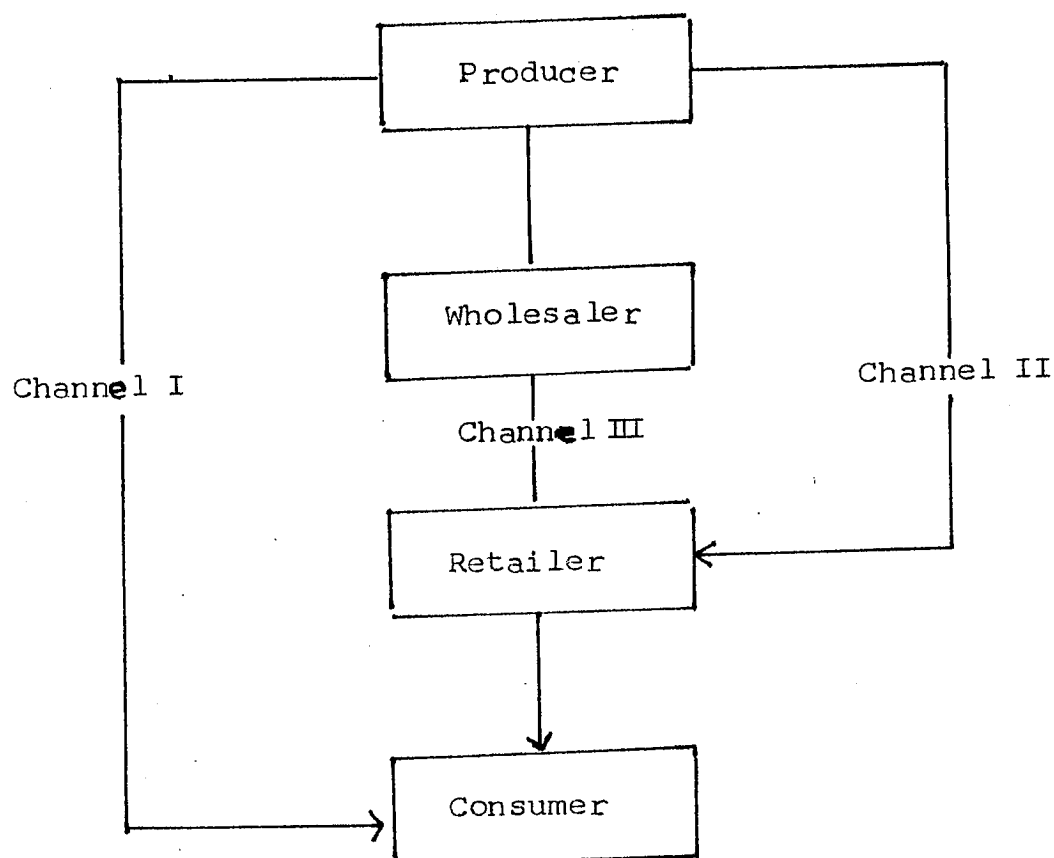 Producer
Wholesaler
Channel I
Channel II
Channel III
Retailer
Consumer